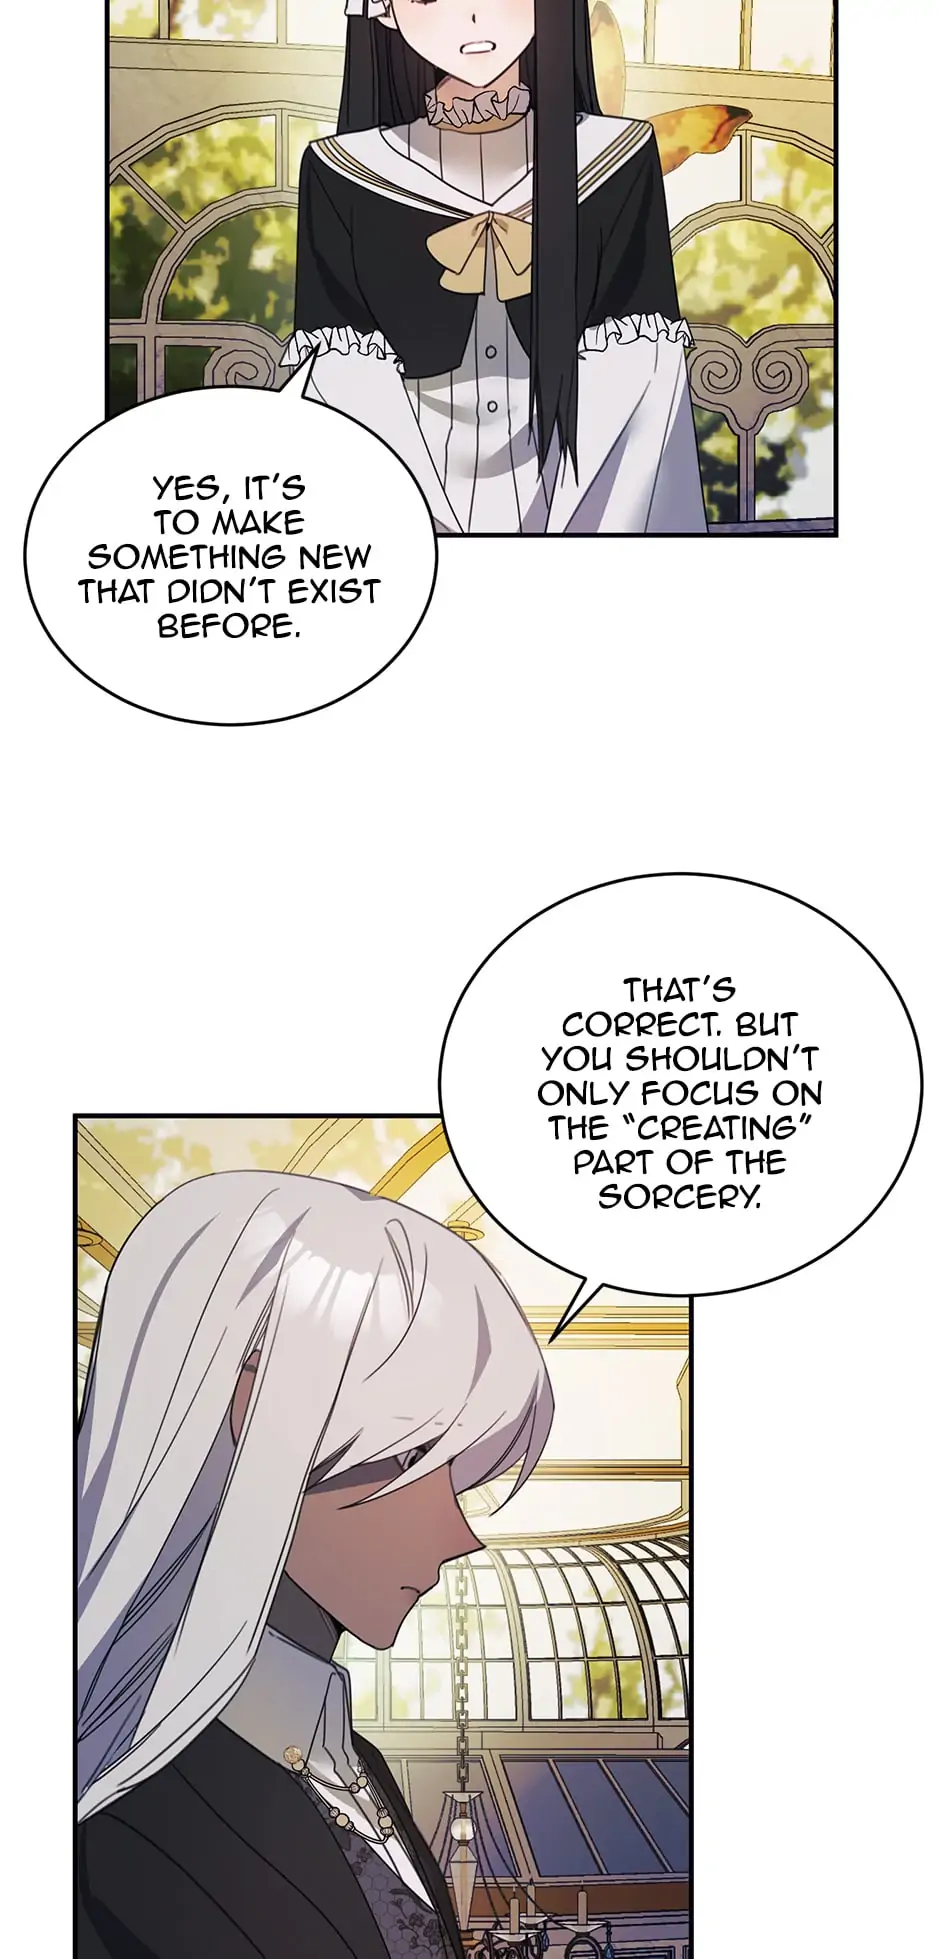 YES, IT'S
TO MAKE
SOMETHING NEW
THAT DIDN'T EXIST
BEFORE.
THAT'S
CORRECT. BUT
YOU SHOULDN'T
ONLY FOCUS ON
THE "CREATING"
PART OF THE
SORCERY.